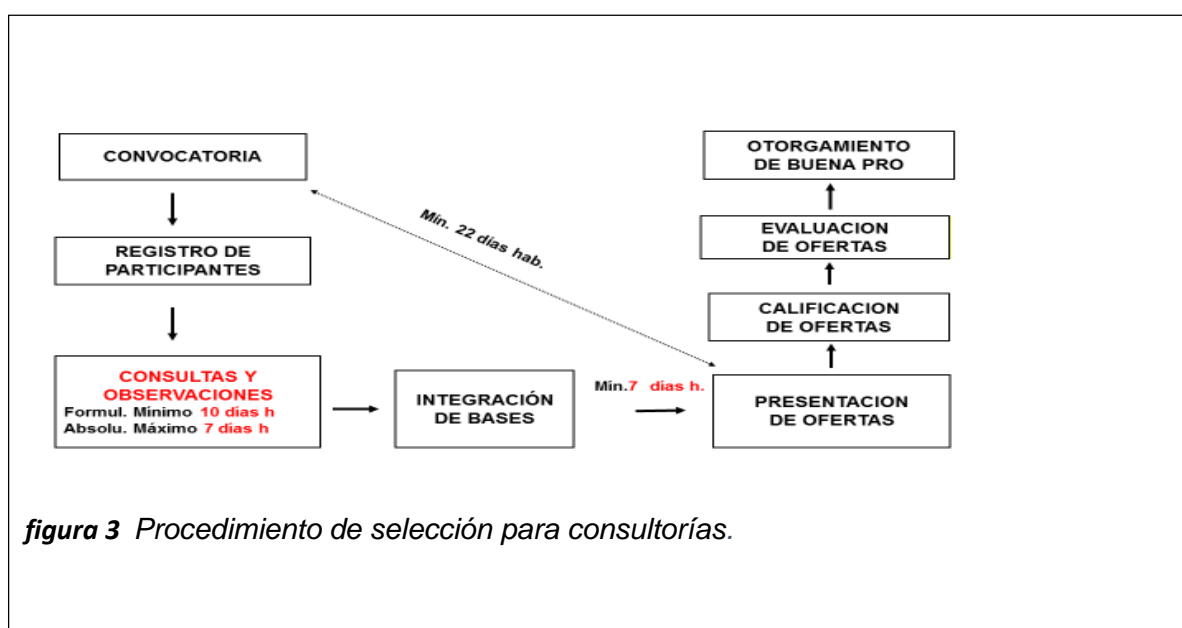 CONVOCATORIA
REGISTRO DE
PARTICIPANTES
CONSULTAS Y
OBSERVACIONES
Formul. Mínimo 10 días h
Absolu. Máximo 7 días h
INTEGRACIÓN
DE BASES
Min.7 días h.
Min. 22 días hab.
PRESENTACION
DE OFERTAS
CALIFICACION
DE OFERTAS
EVALUACION
DE OFERTAS
OTORGAMIENTO
DE BUENA PRO
figura 3 Procedimiento de selección para consultorías.